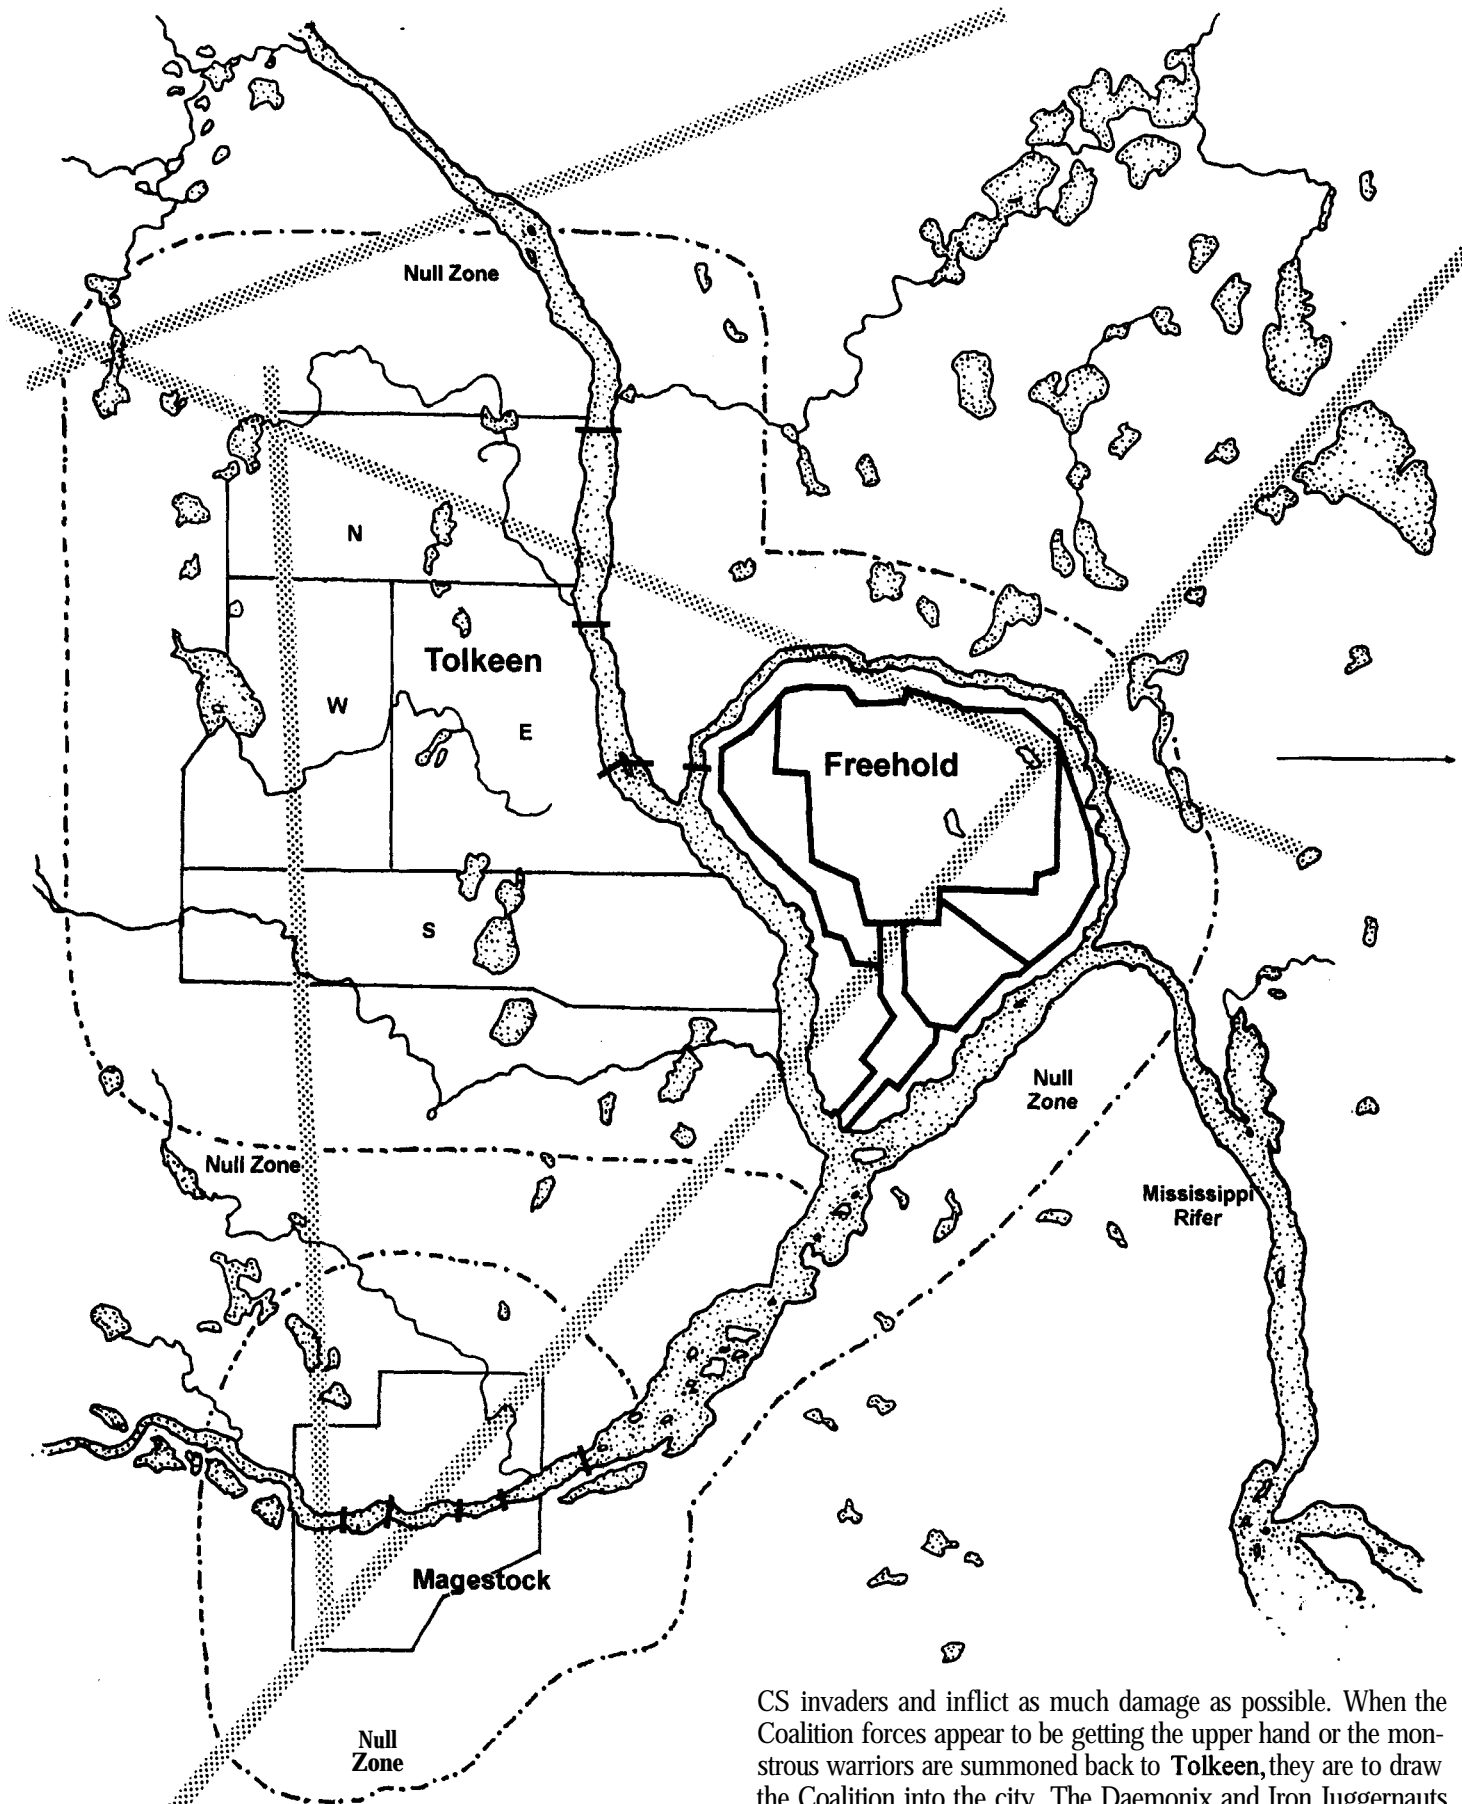 Null Zone
N
Tolkeen
W
E
Freehold
S
Null
Zone
Null Zone
Mississippi
Rifer
Magestock
Null
Zone
CS invaders and inflict as much damage as possible. When the
Coalition forces appear to be getting the upper hand or the mon-
strous warriors are summoned back to Tolkeen, they are to draw
the Coalition into the city. The Daemonix and Iron Juggernauts